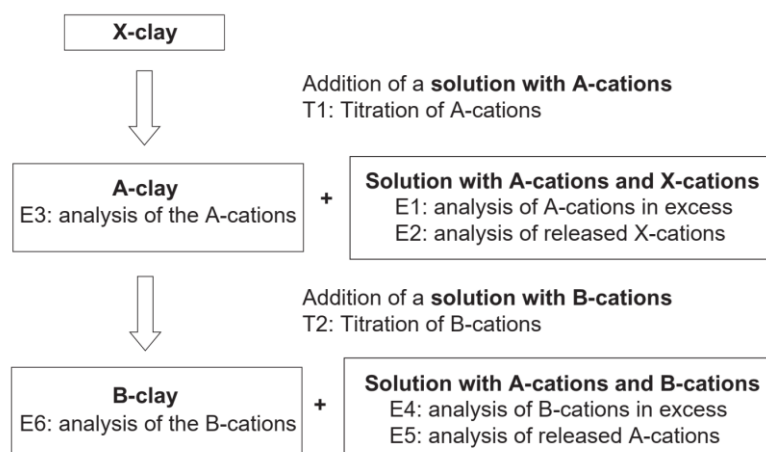 X-clay
Addition of a solution with A-cations
T1: Titration of A-cations
A-clay
E3: analysis of the A-cations
+
Solution with A-cations and X-cations
E1: analysis of A-cations in excess
E2: analysis of released X-cations
Addition of a solution with B-cations
T2: Titration of B-cations
B-clay
E6: analysis of the B-cations
+
Solution with A-cations and B-cations
E4: analysis of B-cations in excess
E5: analysis of released A-cations